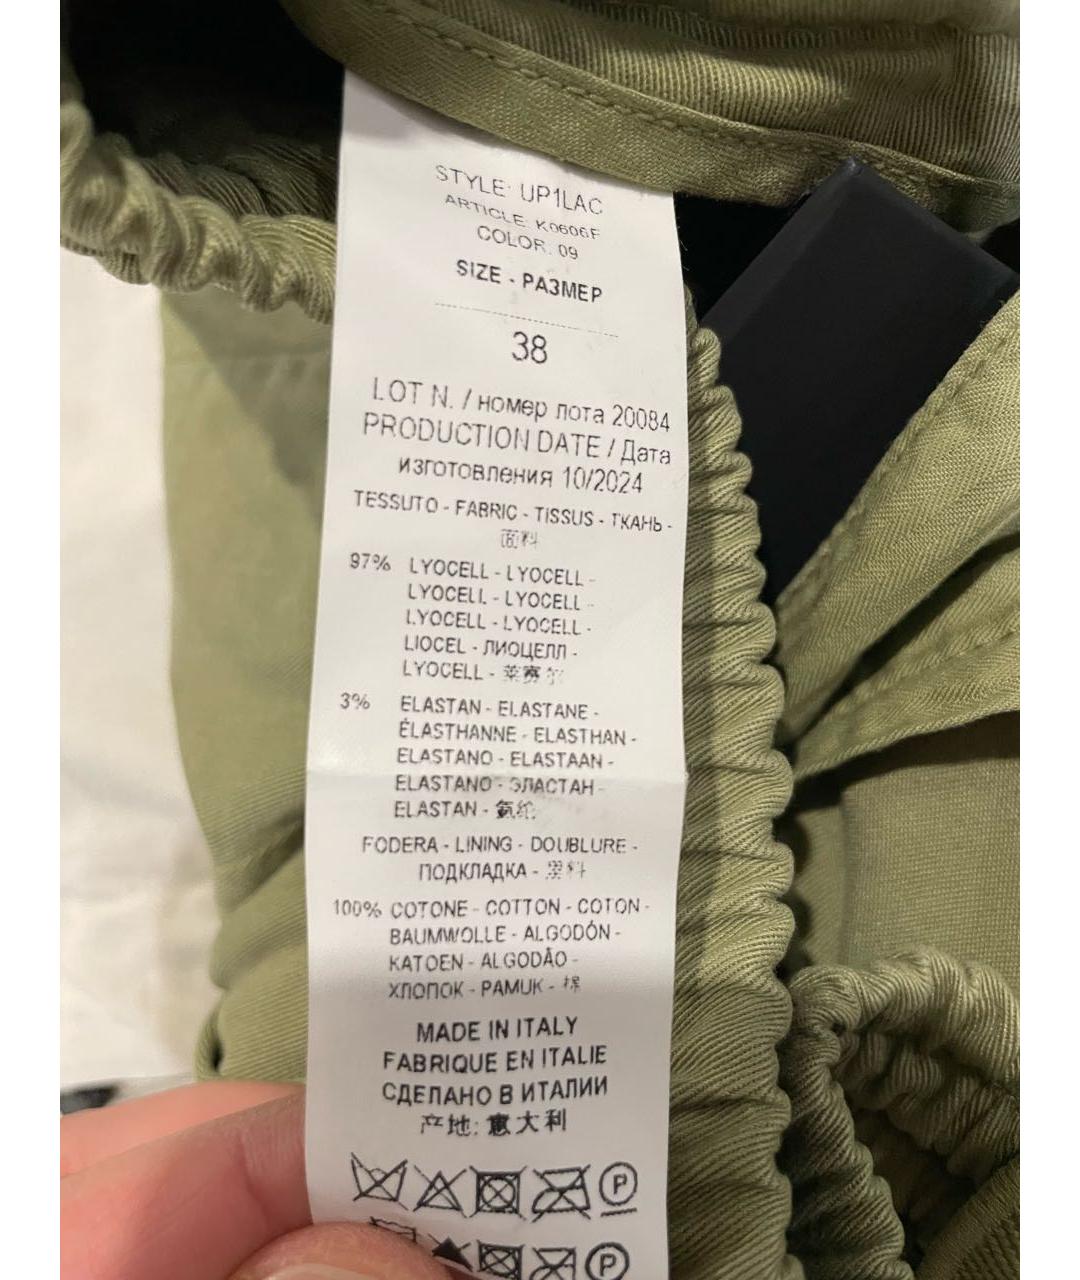 STYLE: UP1LAC
ARTICLE: K0606F
COLOR: 09
SIZE - РАЗМЕР
38
LOT N. / номер лота 20084
PRODUCTION DATE / Дата
изготовления 10/2024
TESSUTO - FABRIC - TISSUS - ТКАНЬ -
面料
97% LYOCELL - LYOCELL -
LYOCELL - LYOCELL -
LYOCELL - LYOCELL -
LIOCEL - ЛИОЦЕЛЛ -
LYOCELL - 莱赛尔
3% ELASTAN - ELASTANE -
ÉLASTHANNE - ELASTHAN -
ELASTANO - ELASTAAN -
ELASTANO - ЭЛАСТАН -
ELASTAN - 氨纶
FODERA - LINING - DOUBLURE -
ПОДКЛАДКА -
100% COTONE - COTTON - COTON -
BAUMWOLLE - ALGODÓN -
KATOEN - ALGODÃO -
ХЛОПОК - PAMUK - 棉
MADE IN ITALY
FABRIQUE EN ITALIE
СДЕЛАНО В ИТАЛИИ
产地: 意大利
P
P